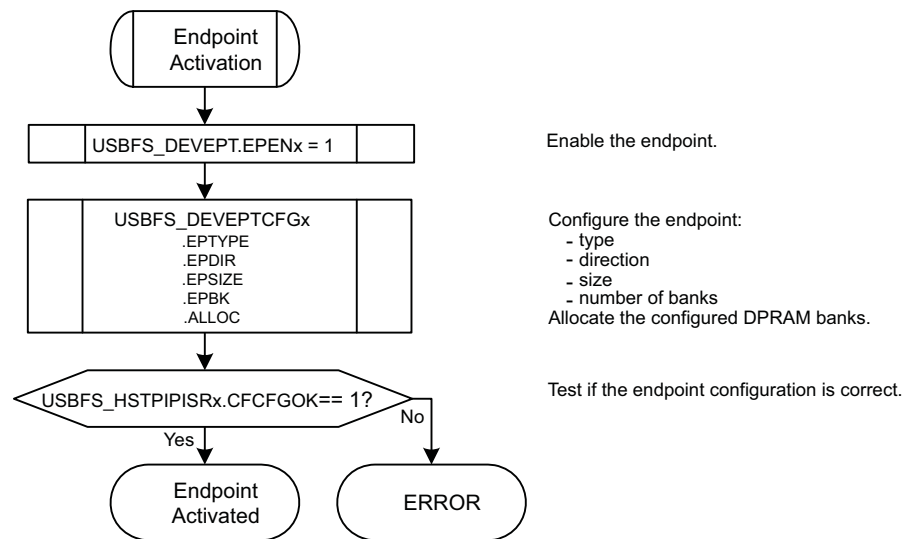 Endpoint
Activation
USBFS_DEVEPT.EPENx = 1
Enable the endpoint.
USBFS_DEVEPTCFGx
.EPTYPE
.EPDIR
.EPSIZE
.EPBK
.ALLOC
Configure the endpoint:
- type
- direction
- size
- number of banks
Allocate the configured DPRAM banks.
USBFS_HSTPIPISRx.CFCFGOK== 1?
Test if the endpoint configuration is correct.
Yes
No
Endpoint
Activated
ERROR